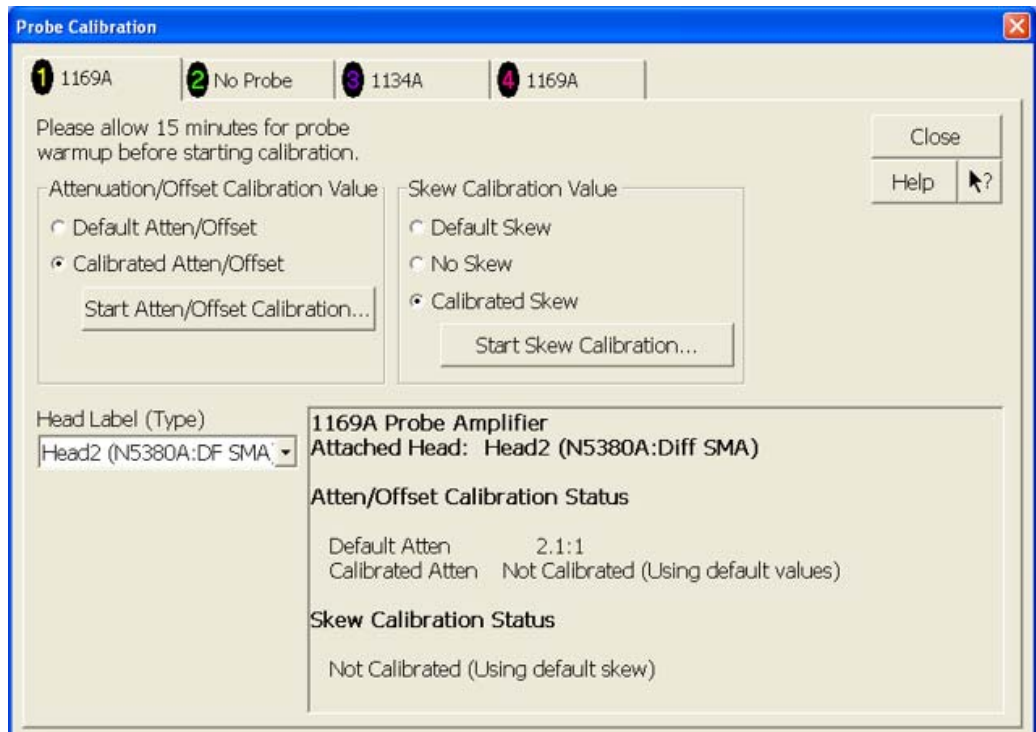 Probe Calibration
1 1169A
2 No Probe
3 1134A
4 1169A
Please allow 15 minutes for probe
warmup before starting calibration.
Close
Help
?
Attenuation/Offset Calibration Value
Default Atten/Offset
Calibrated Atten/Offset
Start Atten/Offset Calibration...
Skew Calibration Value
Default Skew
No Skew
Calibrated Skew
Start Skew Calibration...
Head Label (Type)
Head2 (N5380A:DF SMA)
1169A Probe Amplifier
Attached Head: Head2 (N5380A:Diff SMA)
Atten/Offset Calibration Status
Default Atten 2.1:1
Calibrated Atten Not Calibrated (Using default values)
Skew Calibration Status
Not Calibrated (Using default skew)